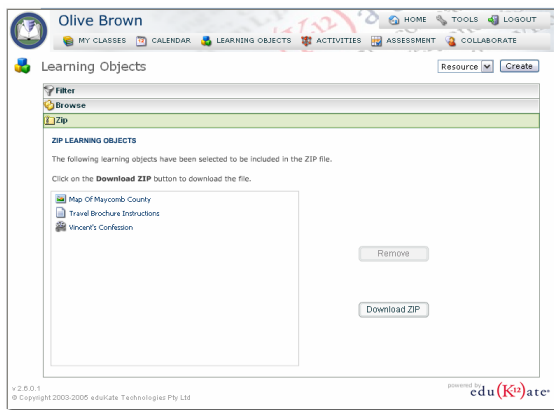 Olive Brown
HOME TOOLS LOGOUT
MY CLASSES CALENDAR LEARNING OBJECTS ACTIVITIES ASSESSMENT COLLABORATE
Learning Objects
Resource Create
Filter
Browse
Zip
ZIP LEARNING OBJECTS
The following learning objects have been selected to be included in the ZIP file.
Click on the Download ZIP button to download the file.
Map Of Maycomb County
Travel Brochure Instructions
Vincent's Confession
Remove
Download ZIP
v 2.6.0.1
© Copyright 2003-2005 eduKate Technologies Pty Ltd
powered by
edu(K12)ate